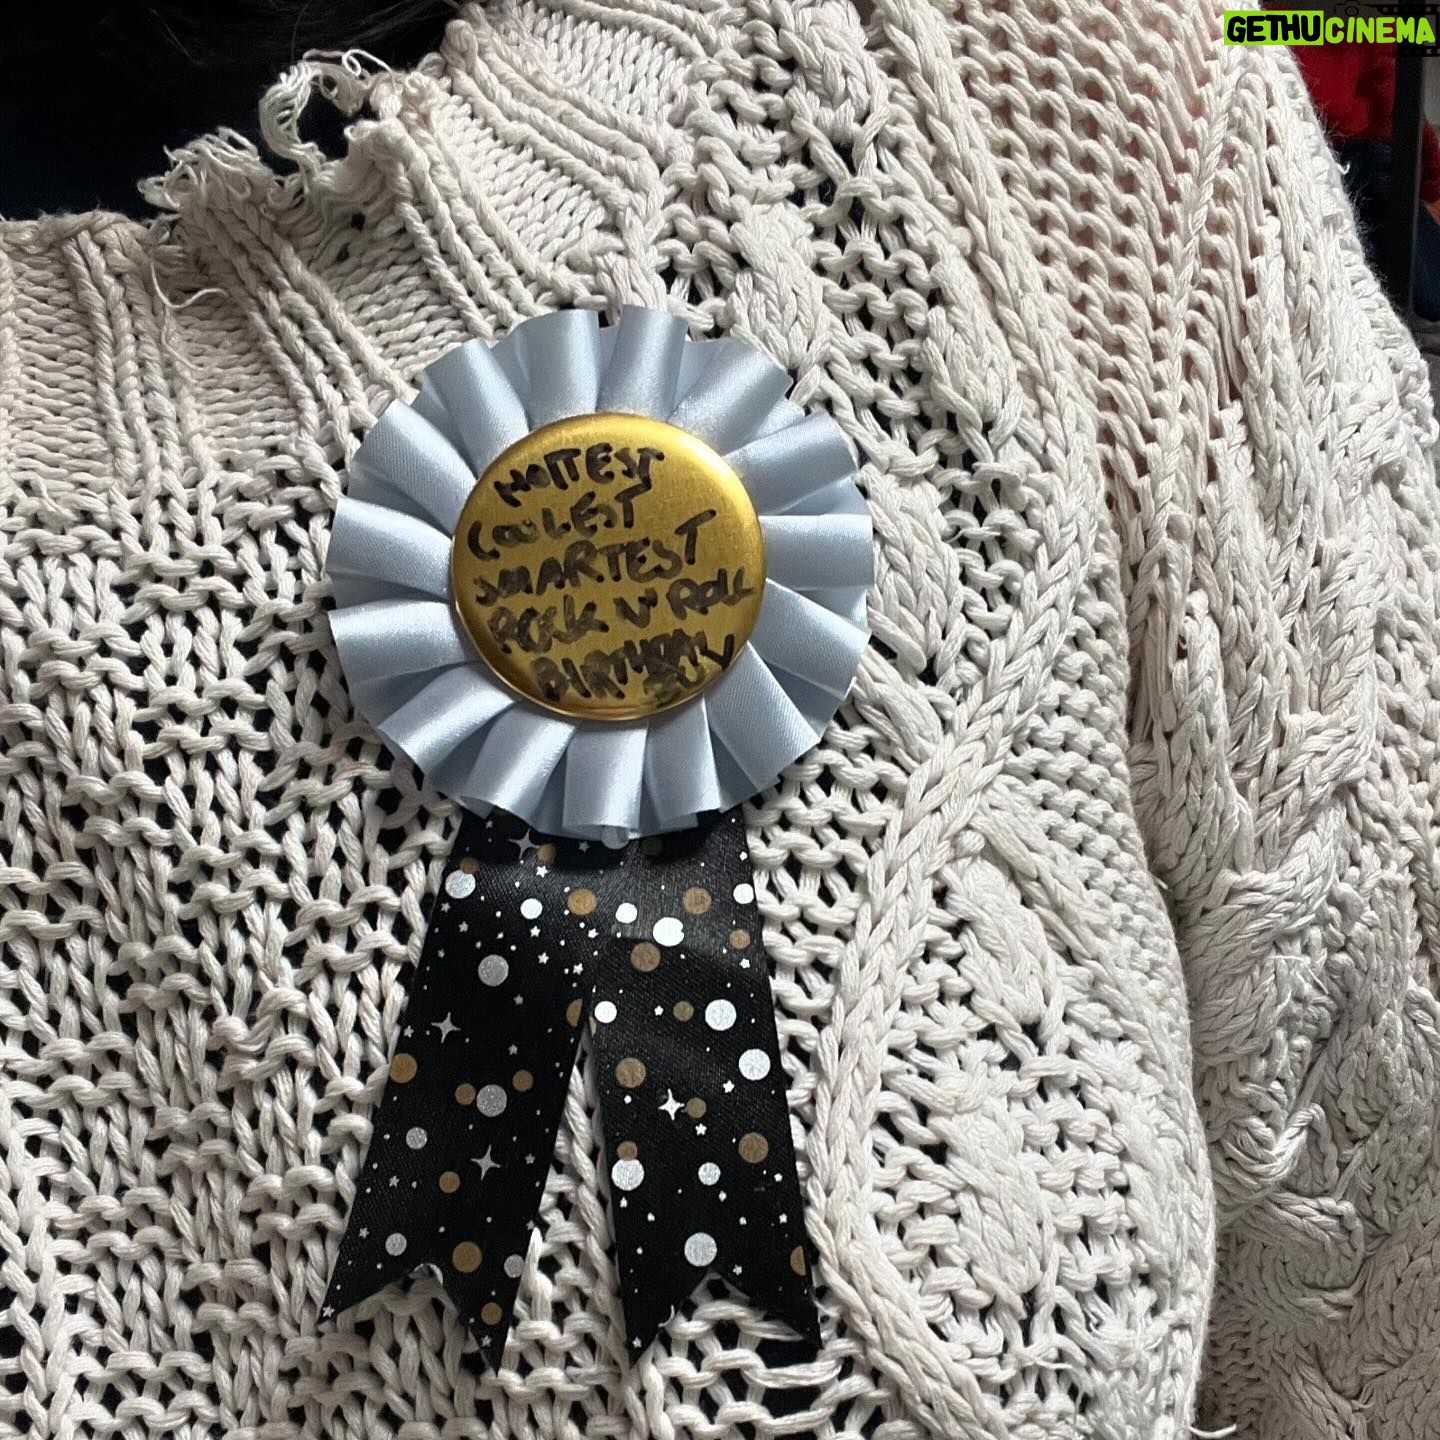 GETHUCINEMA
HOTTEST
COOLEST
SMARTEST
ROCK N' ROLL
BIRTHDAY
BOY